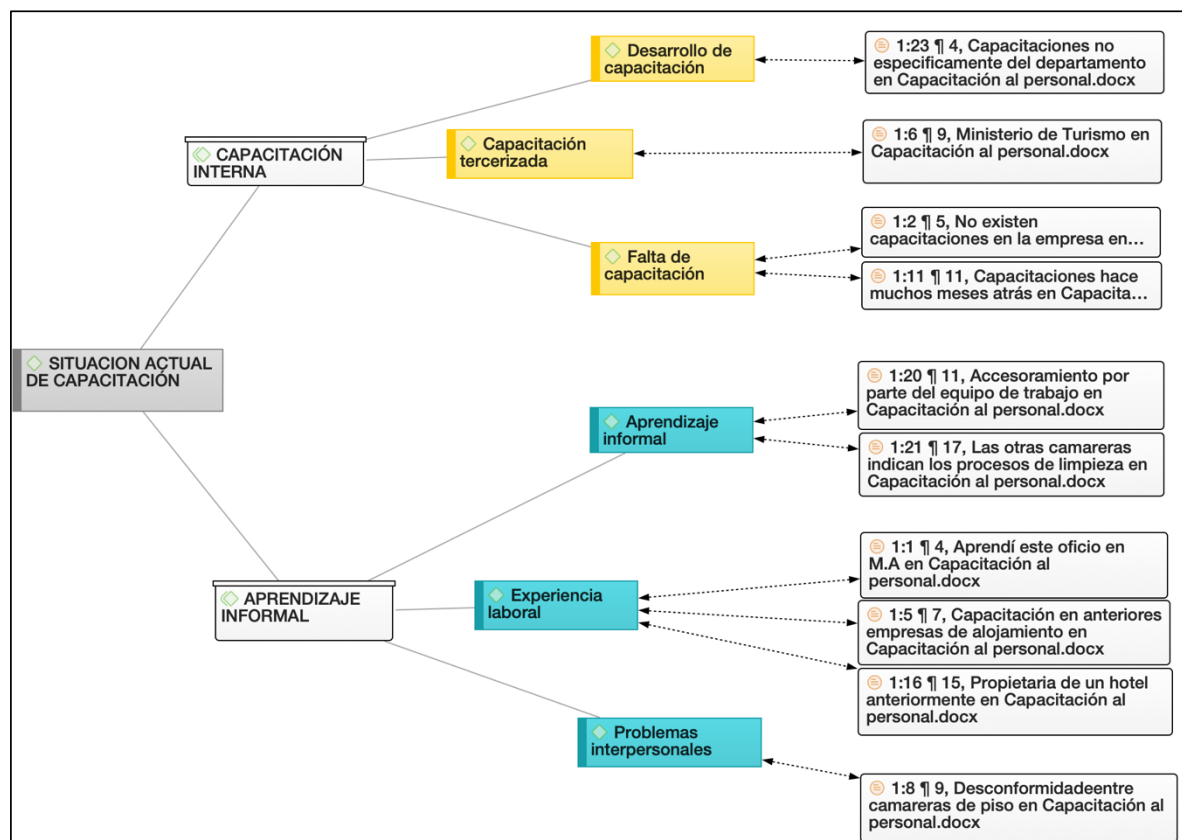 Desarrollo de
capacitación
1:23 ¶ 4, Capacitaciones no
especificamente del departamento
en Capacitación al personal.docx
CAPACITACIÓN
INTERNA
Capacitación
tercerizada
1:6 ¶ 9, Ministerio de Turismo en
Capacitación al personal.docx
Falta de
capacitación
1:2 ¶ 5, No existen
capacitaciones en la empresa en…
1:11 ¶ 11, Capacitaciones hace
muchos meses atrás en Capacita…
SITUACION ACTUAL
DE CAPACITACIÓN
Aprendizaje
informal
1:20 ¶ 11, Accesoramiento por
parte del equipo de trabajo en
Capacitación al personal.docx
1:21 ¶ 17, Las otras camareras
indican los procesos de limpieza en
Capacitación al personal.docx
APRENDIZAJE
INFORMAL
Experiencia
laboral
1:1 ¶ 4, Aprendí este oficio en
M.A en Capacitación al
personal.docx
1:5 ¶ 7, Capacitación en anteriores
empresas de alojamiento en
Capacitación al personal.docx
1:16 ¶ 15, Propietaria de un hotel
anteriormente en Capacitación al
personal.docx
Problemas
interpersonales
1:8 ¶ 9, Desconformidadeentre
camareras de piso en Capacitación al
personal.docx